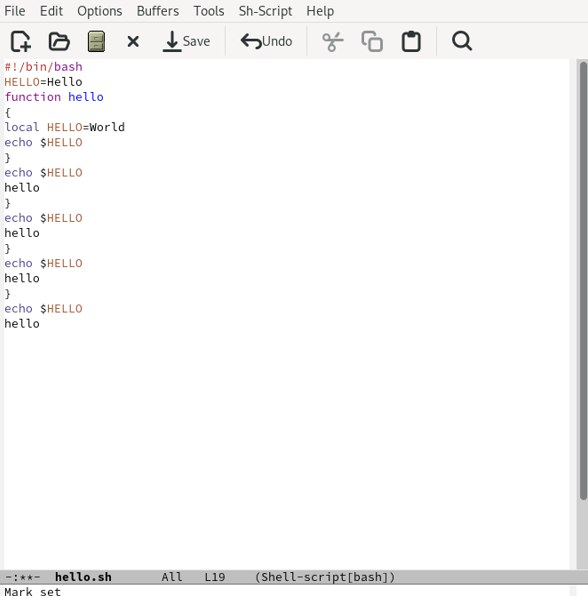 File Edit Options Buffers Tools Sh-Script Help
Save Undo
#!/bin/bash
HELLO=Hello
function hello
{
local HELLO=World
echo $HELLO
}
echo $HELLO
hello
}
echo $HELLO
hello
}
echo $HELLO
hello
}
echo $HELLO
hello
-:**- hello.sh All L19 (Shell-script[bash])
Mark set